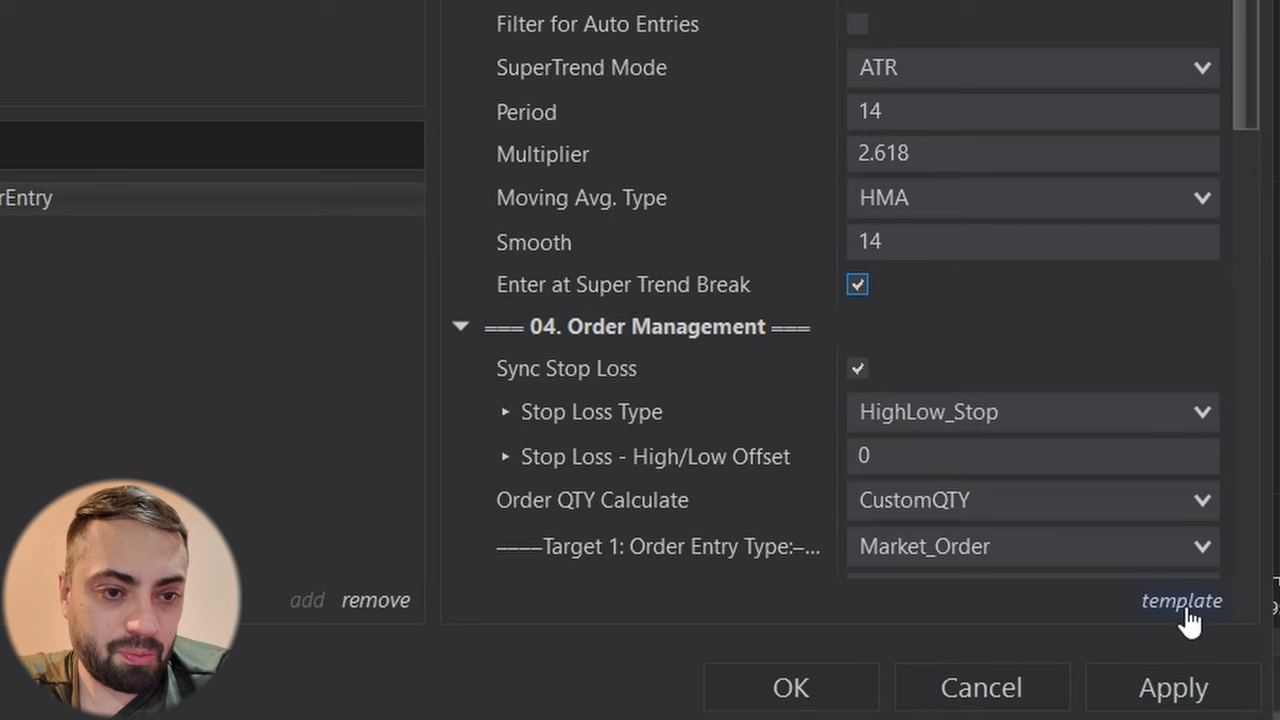 Filter for Auto Entries
SuperTrend Mode ATR
Period 14
Multiplier 2.618
rEntry
Moving Avg. Type HMA
Smooth 14
Enter at Super Trend Break
=== 04. Order Management ===
Sync Stop Loss
Stop Loss Type HighLow_Stop
Stop Loss - High/Low Offset 0
Order QTY Calculate CustomQTY
----Target 1: Order Entry Type:-... Market_Order
add remove
template
OK Cancel Apply